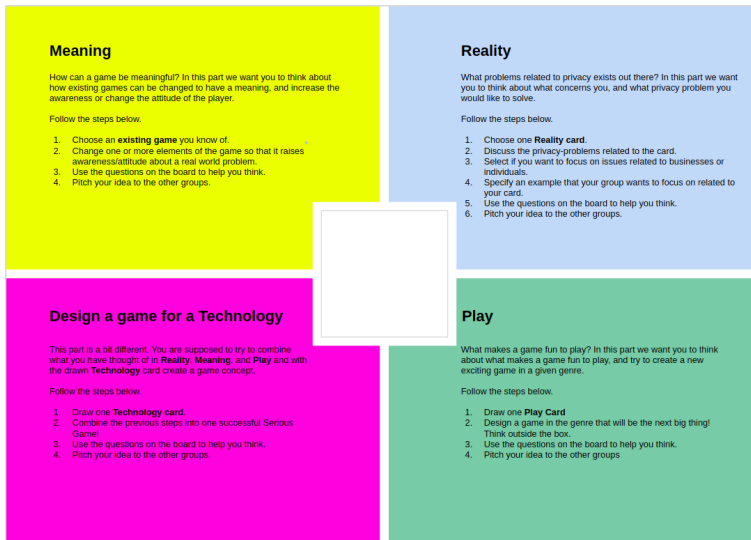 Meaning
How can a game be meaningful? In this part we want you to think about
how existing games can be changed to have a meaning, and increase the
awareness or change the attitude of the player.
Follow the steps below.
1. Choose an existing game you know of.
2. Change one or more elements of the game so that it raises
awareness/attitude about a real world problem.
3. Use the questions on the board to help you think.
4. Pitch your idea to the other groups.
Reality
What problems related to privacy exists out there? In this part we want
you to think about what concerns you, and what privacy problem you
would like to solve.
Follow the steps below.
1. Choose one Reality card.
2. Discuss the privacy-problems related to the card.
3. Select if you want to focus on issues related to businesses or
individuals.
4. Specify an example that your group wants to focus on related to
your card.
5. Use the questions on the board to help you think.
6. Pitch your idea to the other groups.
Design a game for a Technology
This part is a bit different. You are supposed to try to combine
what you have thought of in Reality, Meaning, and Play and with
the drawn Technology card create a game concept.
Follow the steps below.
1. Draw one Technology card.
2. Combine the previous steps into one successful Serious
Game!
3. Use the questions on the board to help you think.
4. Pitch your idea to the other groups.
Play
What makes a game fun to play? In this part we want you to think
about what makes a game fun to play, and try to create a new
exciting game in a given genre.
Follow the steps below.
1. Draw one Play Card
2. Design a game in the genre that will be the next big thing!
Think outside the box.
3. Use the questions on the board to help you think.
4. Pitch your idea to the other groups